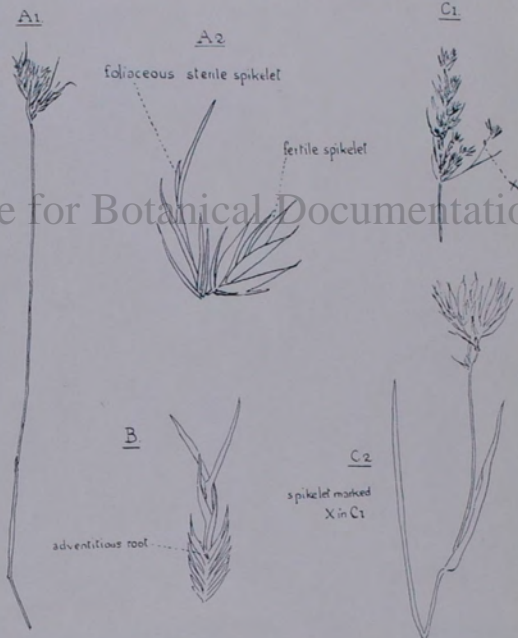 A1
A2
C1
foliaceous sterile spikelet
fertile spikelet
X
e for Botanical Documentatio
B.
C2
spikelet marked
X in C1
adventitious root